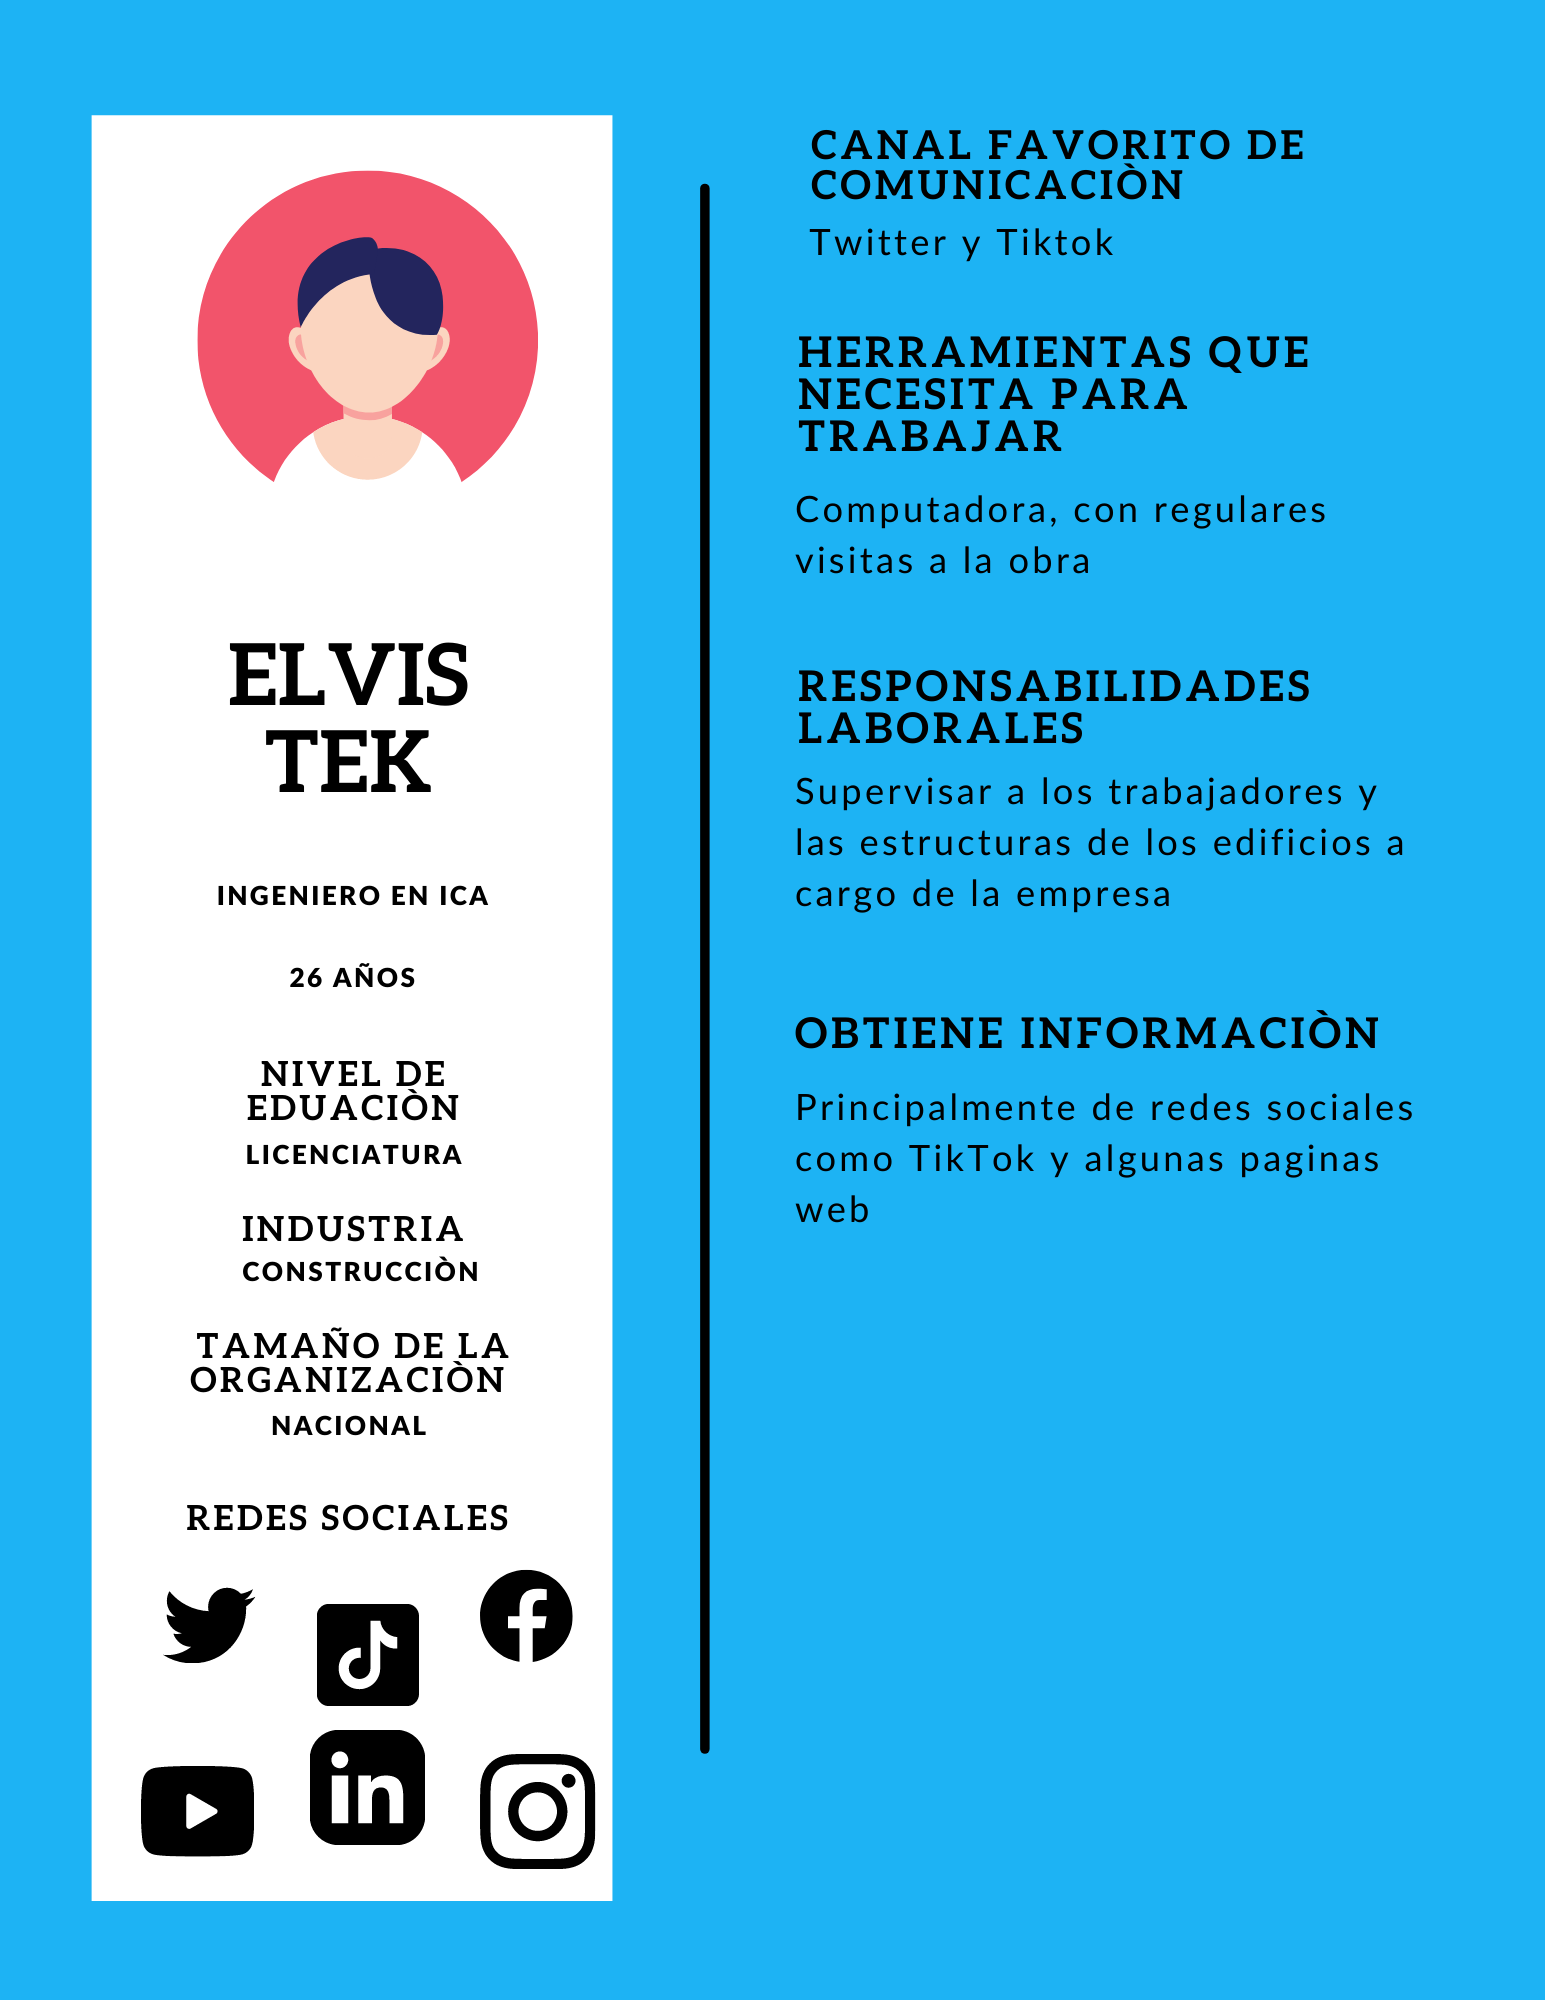 ELVIS
TEK
INGENIERO EN ICA
26 AÑOS
NIVEL DE
EDUACIÒN
LICENCIATURA
INDUSTRIA
CONSTRUCCIÒN
TAMAÑO DE LA
ORGANIZACIÒN
NACIONAL
REDES SOCIALES
in
CANAL FAVORITO DE
COMUNICACIÒN
Twitter y Tiktok
HERRAMIENTAS QUE
NECESITA PARA
TRABAJAR
Computadora, con regulares
visitas a la obra
RESPONSABILIDADES
LABORALES
Supervisar a los trabajadores y
las estructuras de los edificios a
cargo de la empresa
OBTIENE INFORMACIÒN
Principalmente de redes sociales
como TikTok y algunas paginas
web